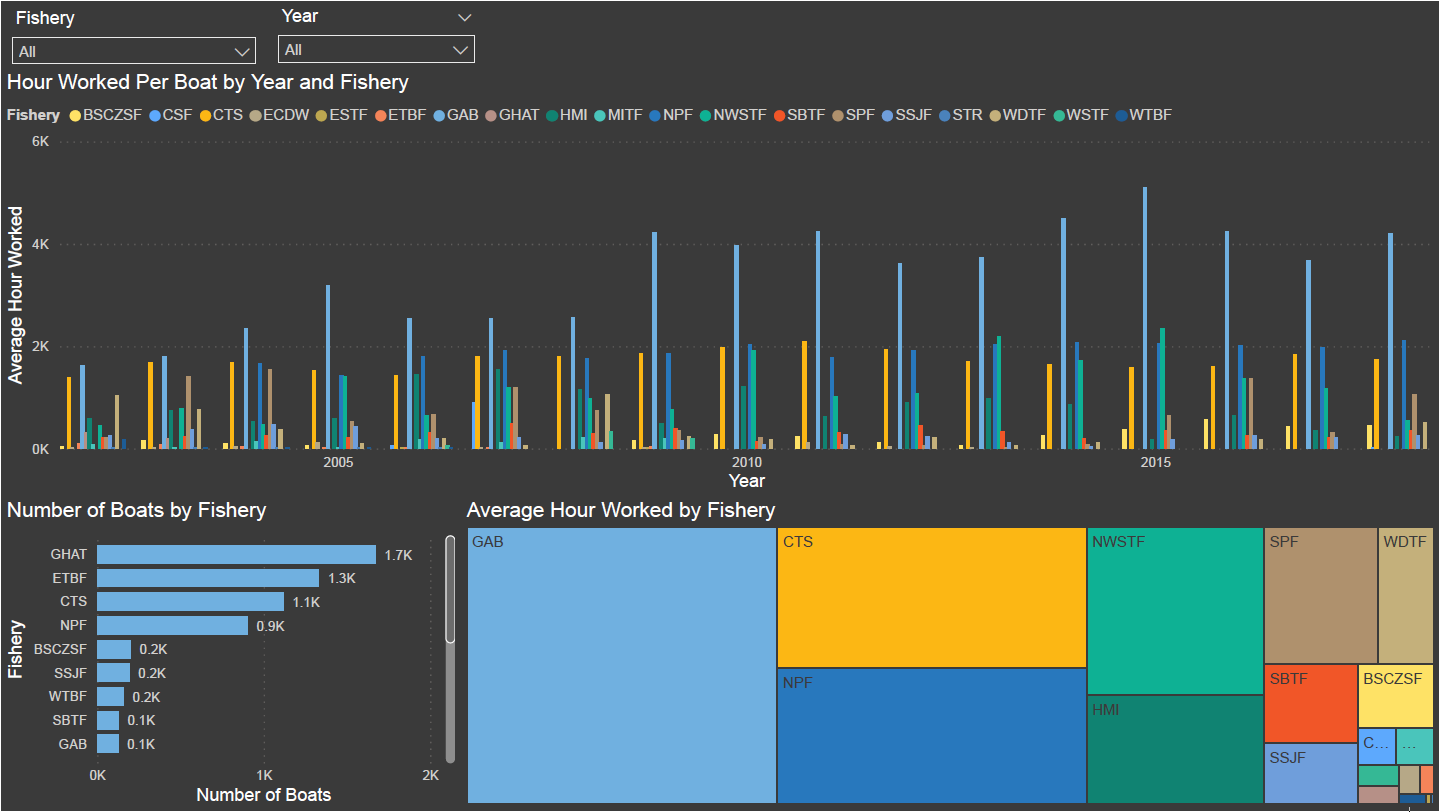 Fishery
Year
All
All
Hour Worked Per Boat by Year and Fishery
Fishery BSCZSF CSF CTS ECDW ESTF ETBF GAB GHAT HMI MITF NPF NWSTF SBTF SPF SSJF STR WDTF WSTF WTBF
6K
4K
2K
0K
Average Hour Worked
2005 2010 2015
Year
Number of Boats by Fishery
Fishery
GHAT 1.7K
ETBF 1.3K
CTS 1.1K
NPF 0.9K
BSCZSF 0.2K
SSJF 0.2K
WTBF 0.2K
SBTF 0.1K
GAB 0.1K
0K 1K 2K
Number of Boats
Average Hour Worked by Fishery
GAB CTS NWSTF SPF WDTF
SBTF BSCZSF
NPF
HMI
C... ...
SSJF